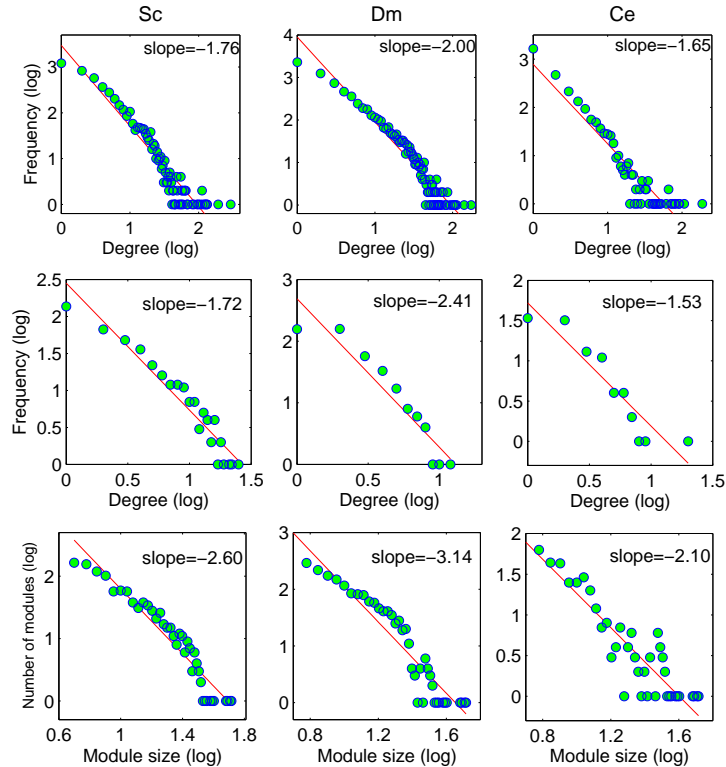 Sc
Dm
Ce
slope=−1.76
slope=−2.00
slope=−1.65
Frequency (log)
3
2
1
0
0
1
2
Degree (log)
4
3
2
1
0
0
1
2
Degree (log)
3
2
1
0
0
1
2
Degree (log)
slope=−1.72
slope=−2.41
slope=−1.53
Frequency (log)
2.5
2
1.5
1
0.5
0
0
0.5
1
1.5
Degree (log)
3
2
1
0
0
0.5
1
Degree (log)
2
1.5
1
0.5
0
0
0.5
1
1.5
Degree (log)
slope=−2.60
slope=−3.14
slope=−2.10
Number of modules (log)
2
1
0
0.6
1
1.4
1.8
Module size (log)
3
2
1
0
0.8
1.2
1.6
Module size (log)
2
1.5
1
0.5
0
0.8
1.2
1.6
Module size (log)